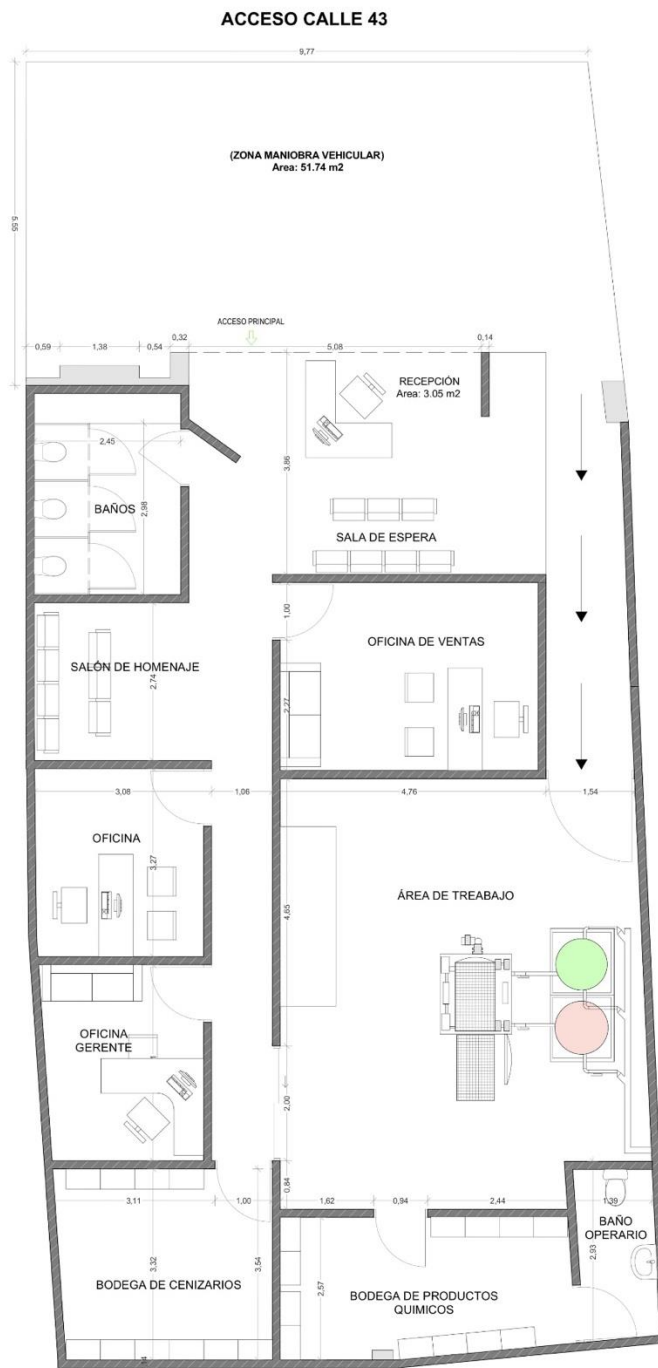 ACCESO CALLE 43
9,77
(ZONA MANIOBRA VEHICULAR)
Area: 51.74 m2
5,55
ACCESO PRINCIPAL
0,59
1,38
0,54
0,32
5,08
0,14
RECEPCIÓN
Area: 3.05 m2
2,45
3,86
BAÑOS
2,98
SALA DE ESPERA
1,00
OFICINA DE VENTAS
SALÓN DE HOMENAJE
2,74
2,27
3,08
1,06
4,76
1,54
OFICINA
3,27
ÁREA DE TREABAJO
4,65
OFICINA
GERENTE
2,00
0,84
3,11
1,00
1,62
0,94
2,44
1,39
BAÑO
OPERARIO
2,93
3,32
3,54
BODEGA DE CENIZARIOS
2,57
BODEGA DE PRODUCTOS
QUIMICOS